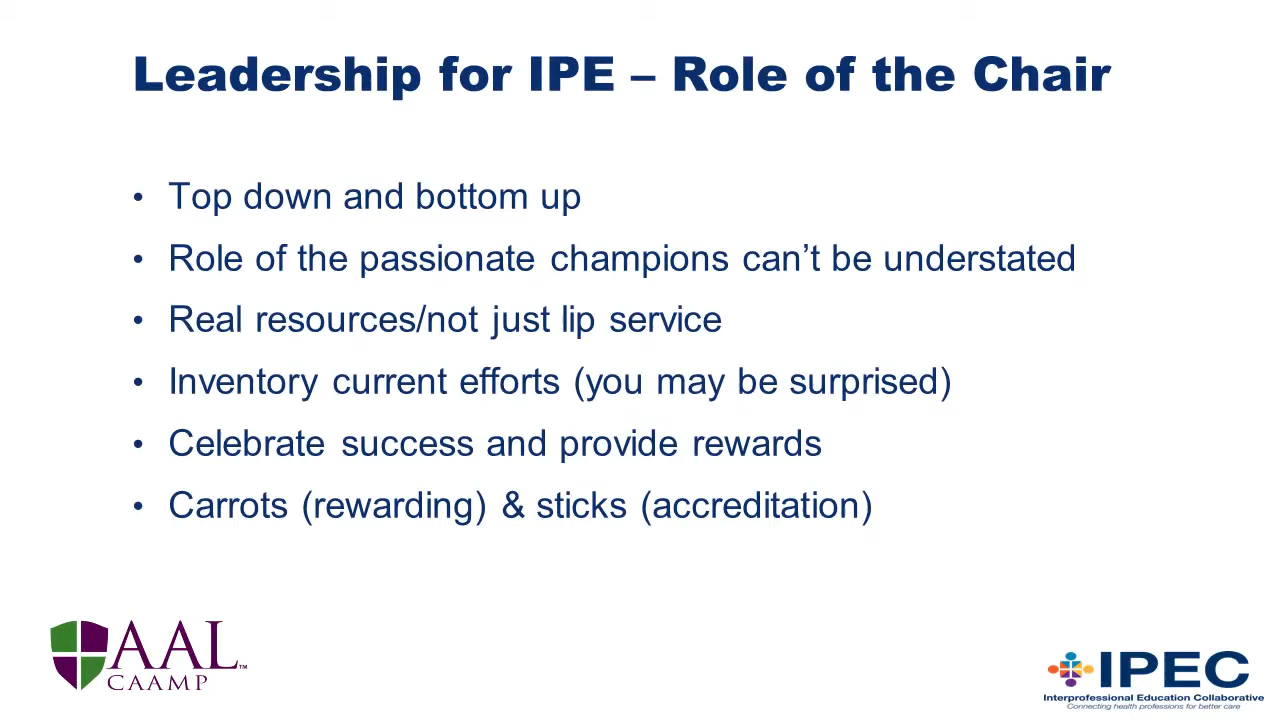 Leadership for IPE – Role of the Chair
• Top down and bottom up
• Role of the passionate champions can’t be understated
• Real resources/not just lip service
• Inventory current efforts (you may be surprised)
• Celebrate success and provide rewards
• Carrots (rewarding) & sticks (accreditation)
AAL™
CAAMP
IPEC
Interprofessional Education Collaborative
Connecting health professions for better care